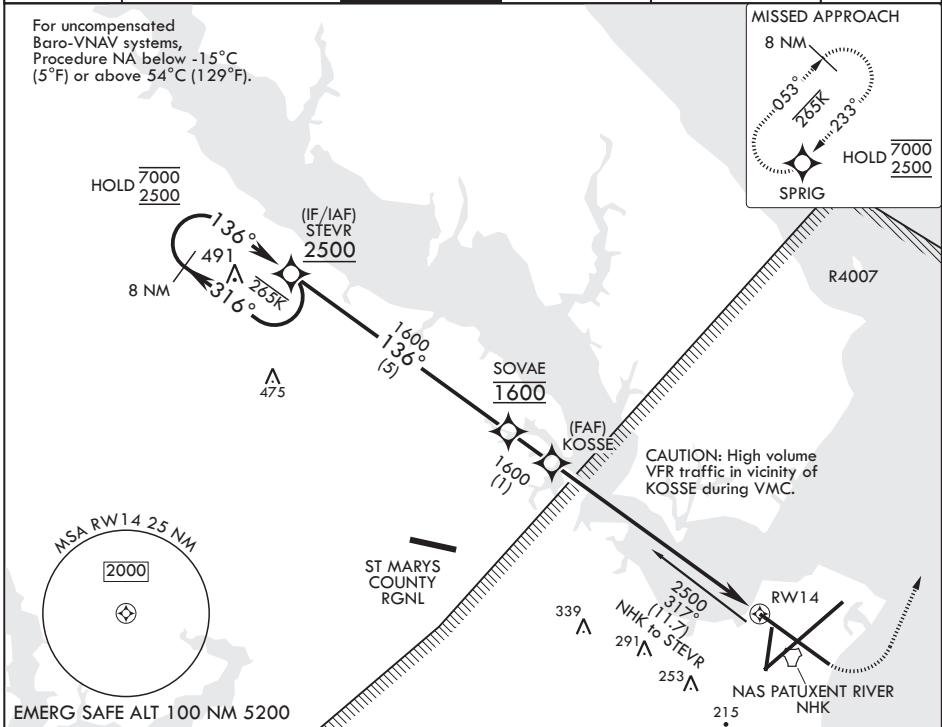 For uncompensated
Baro-VNAV systems,
Procedure NA below -15°C
(5°F) or above 54°C (129°F).
MISSED APPROACH
8 NM
053°
265K
233°
HOLD 7000
2500
SPRIG
HOLD 7000
2500
(IF/IAF)
STEVR
2500
136°
491
265K
316°
8 NM
R4007
1600
136°
(5)
475
SOVAE
1600
(FAF)
KOSSE
1600
(1)
CAUTION: High volume
VFR traffic in vicinity of
KOSSE during VMC.
MSA RW14 25 NM
2000
ST MARYS
COUNTY
RGNL
2500
317°
(11.7)
NHK to STEVR
RW14
339
291
253
NAS PATUXENT RIVER
NHK
215
EMERG SAFE ALT 100 NM 5200